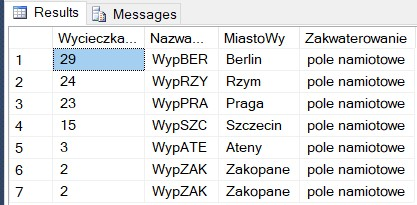 Results Messages
Wycieczka... Nazwa... MiastoWy Zakwaterowanie
1 29 WypBER Berlin pole namiotowe
2 24 WypRZY Rzym pole namiotowe
3 23 WypPRA Praga pole namiotowe
4 15 WypSZC Szczecin pole namiotowe
5 3 WypATE Ateny pole namiotowe
6 2 WypZAK Zakopane pole namiotowe
7 2 WypZAK Zakopane pole namiotowe